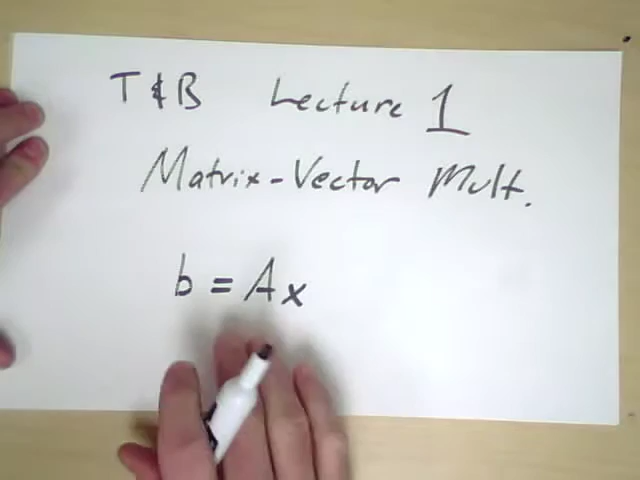 T & B Lecture 1
Matrix-Vector Mult.
b = Ax